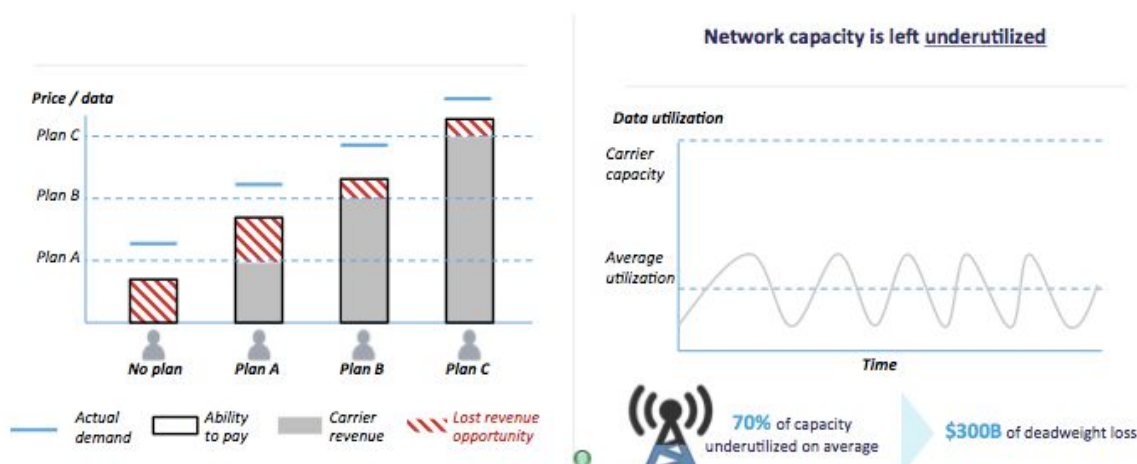 Price / data
Plan C
Plan B
Plan A
No plan
Plan A
Plan B
Plan C
Actual
demand
Ability
to pay
Carrier
revenue
Lost revenue
opportunity
Network capacity is left underutilized
Data utilization
Carrier
capacity
Average
utilization
Time
70% of capacity
underutilized on average
$300B of deadweight loss